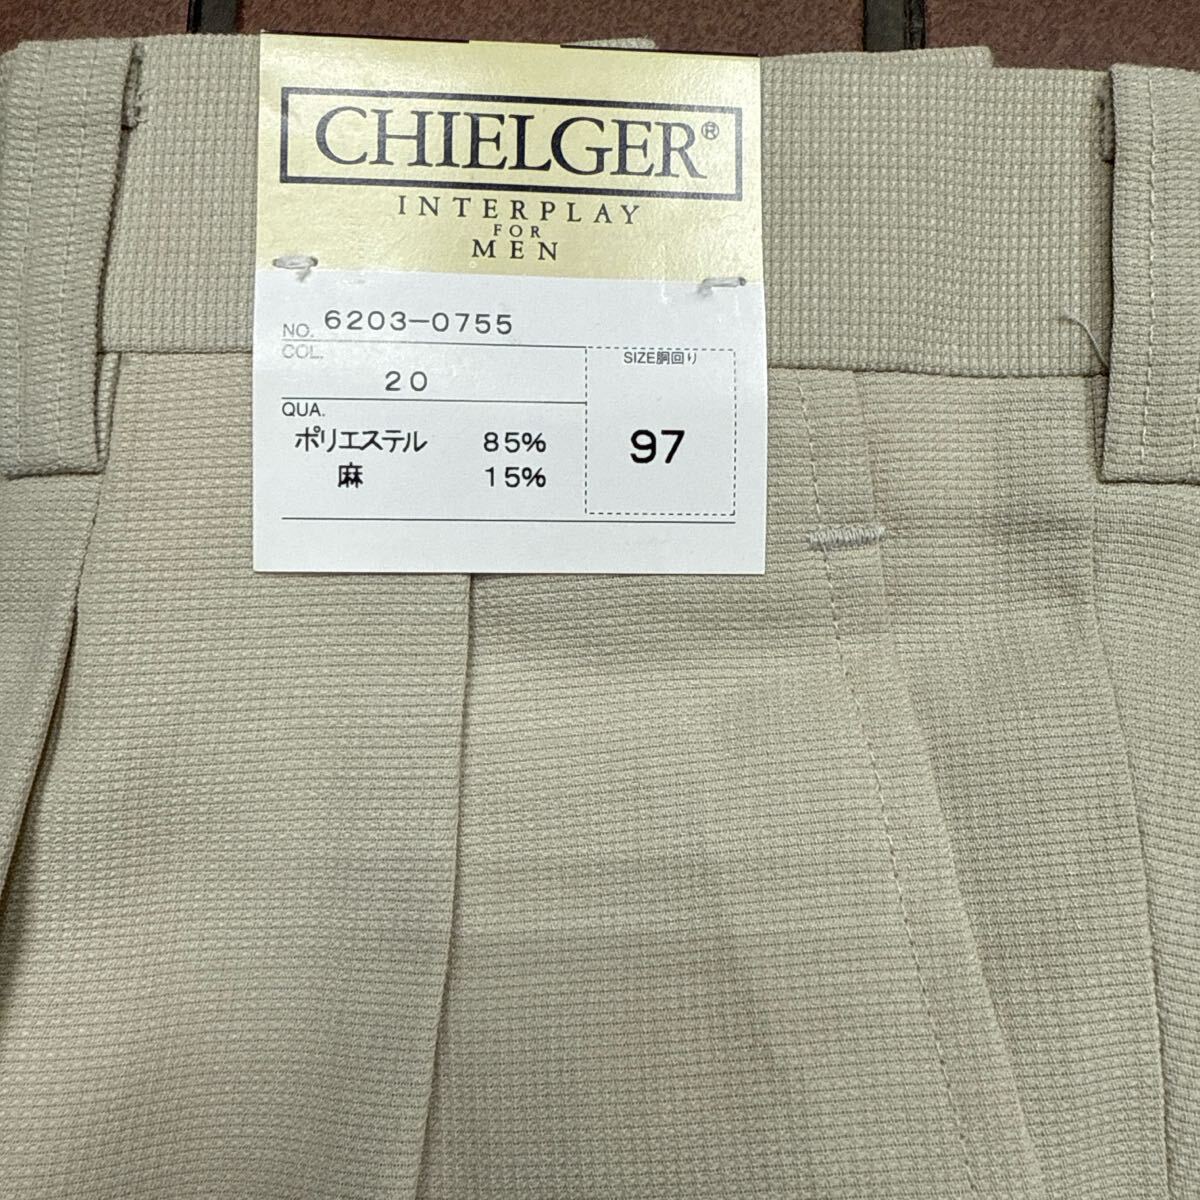 CHIELGER®
INTERPLAY
FOR
MEN
NO. 6203-0755
COL.
20
SIZE胴回り
97
QUA.
ポリエステル 85%
麻 15%